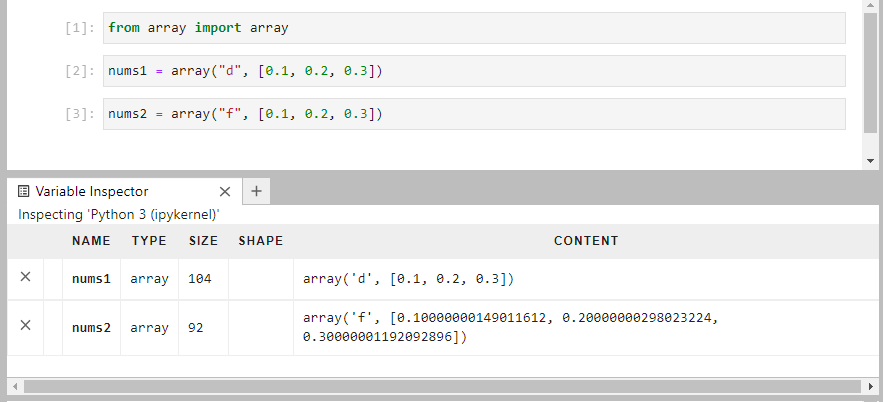 [1]: from array import array
[2]: nums1 = array("d", [0.1, 0.2, 0.3])
[3]: nums2 = array("f", [0.1, 0.2, 0.3])
Variable Inspector
Inspecting 'Python 3 (ipykernel)'
NAME TYPE SIZE SHAPE CONTENT
nums1 array 104 array('d', [0.1, 0.2, 0.3])
nums2 array 92 array('f', [0.10000000149011612, 0.20000000298023224,
0.30000001192092896])